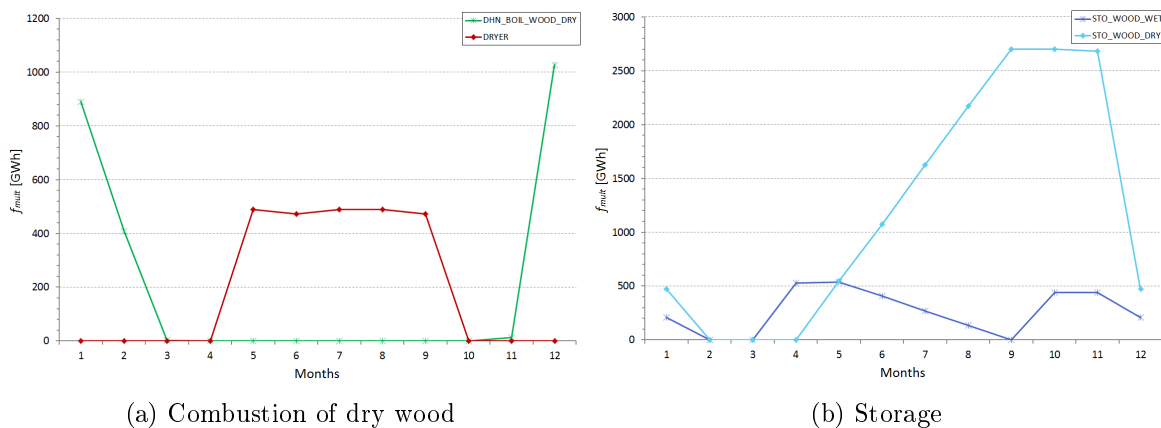 1200
1000
800
600
400
200
0
f_mult [GWh]
1 2 3 4 5 6 7 8 9 10 11 12
Months
DHN_BOIL_WOOD_DRY
DRYER
(a) Combustion of dry wood
3000
2500
2000
1500
1000
500
0
f_mult [GWh]
1 2 3 4 5 6 7 8 9 10 11 12
Months
STO_WOOD_WET
STO_WOOD_DRY
(b) Storage